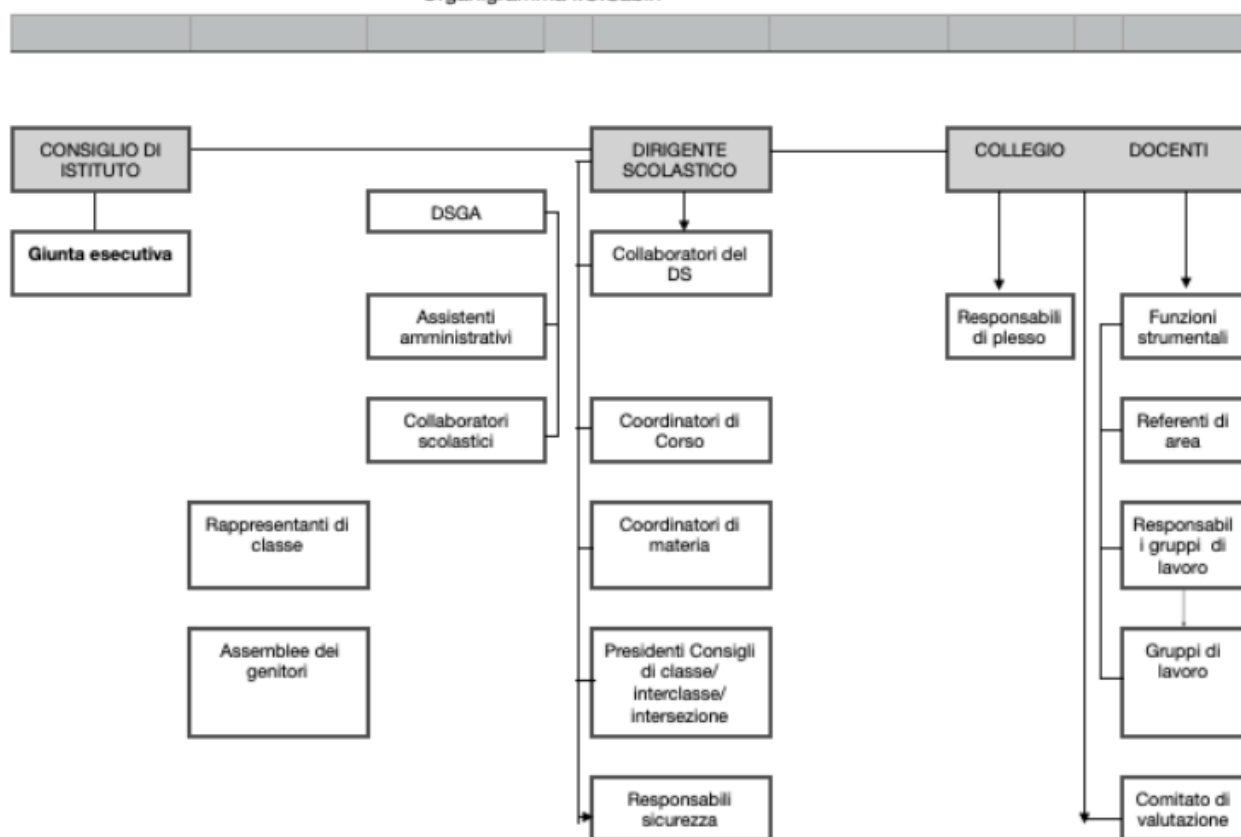 CONSIGLIO DI
ISTITUTO
DIRIGENTE
SCOLASTICO
COLLEGIO DOCENTI
DSGA
Giunta esecutiva
Collaboratori del
DS
Assistenti
amministrativi
Responsabili
di plesso
Funzioni
strumentali
Collaboratori
scolastici
Coordinatori di
Corso
Referenti di
area
Rappresentanti di
classe
Coordinatori di
materia
Responsabil
i gruppi di
lavoro
Assemblee dei
genitori
Presidenti Consigli
di classe/
interclasse/
intersezione
Gruppi di
lavoro
Responsabili
sicurezza
Comitato di
valutazione